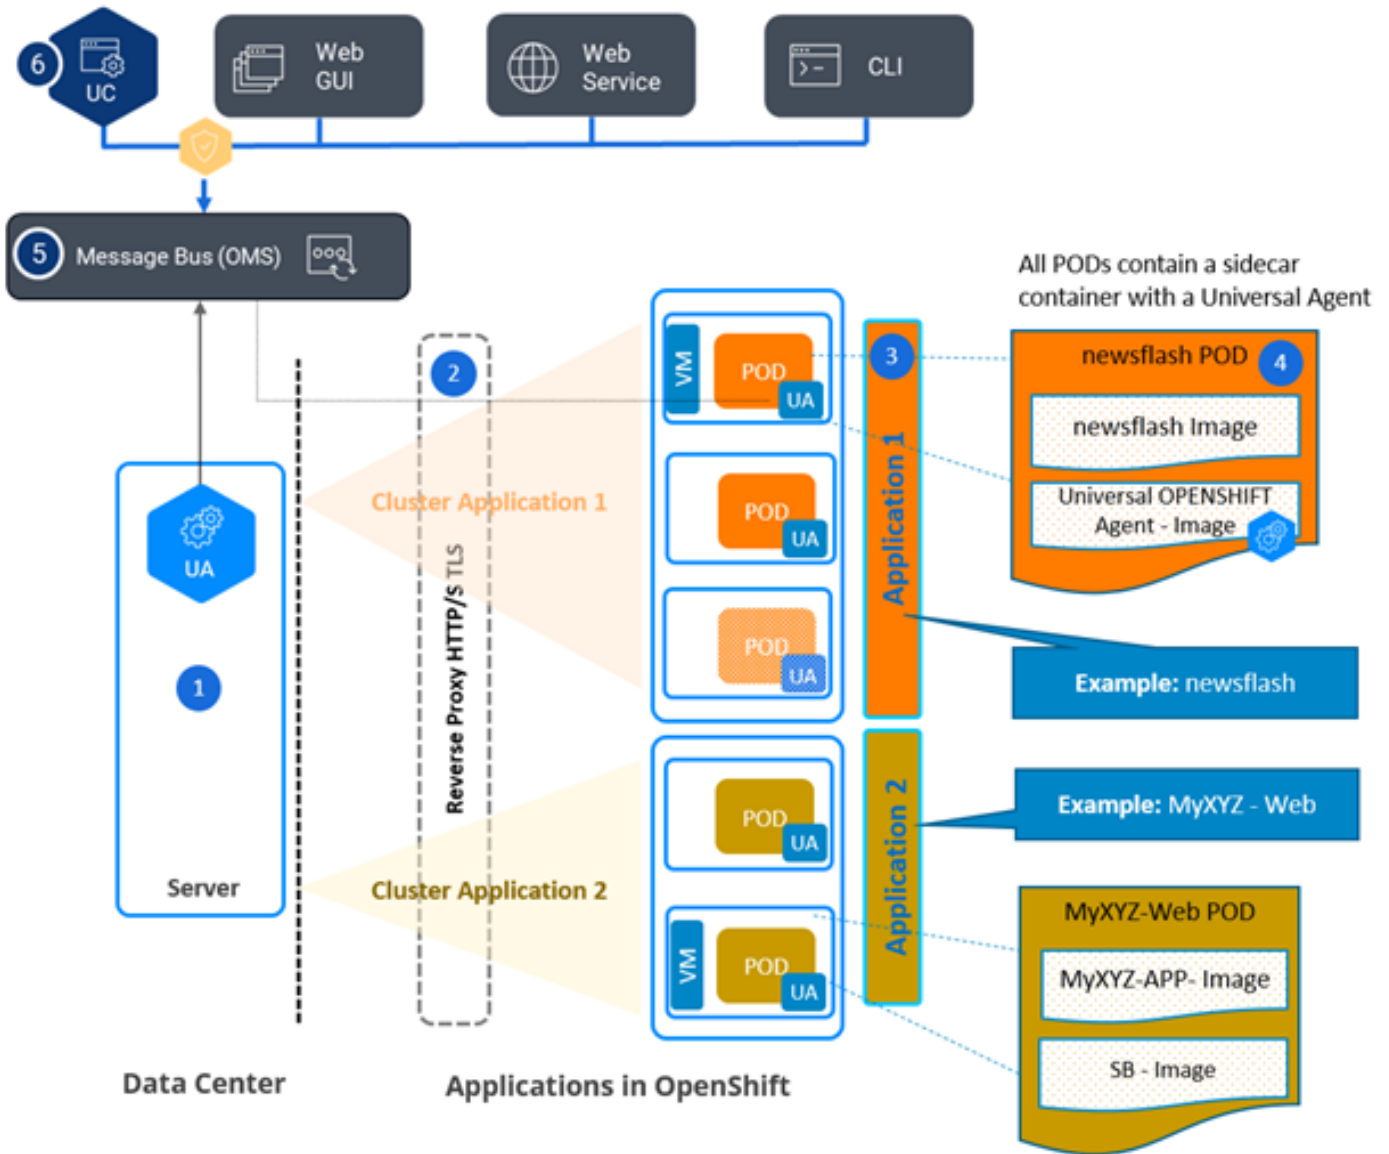 6
UC
Web
GUI
Web
Service
CLI
5
Message Bus (OMS)
All PODs contain a sidecar
container with a Universal Agent
2
VM
POD
UA
3
newsflash POD
4
newsflash Image
Universal OPENSHIFT
Agent - Image
Cluster Application 1
POD
UA
Application 1
UA
Reverse Proxy HTTP/S TLS
POD
UA
1
Example: newsflash
POD
UA
Application 2
Example: MyXYZ - Web
Server
Cluster Application 2
VM
POD
UA
MyXYZ-Web POD
MyXYZ-APP- Image
SB - Image
Data Center
Applications in OpenShift